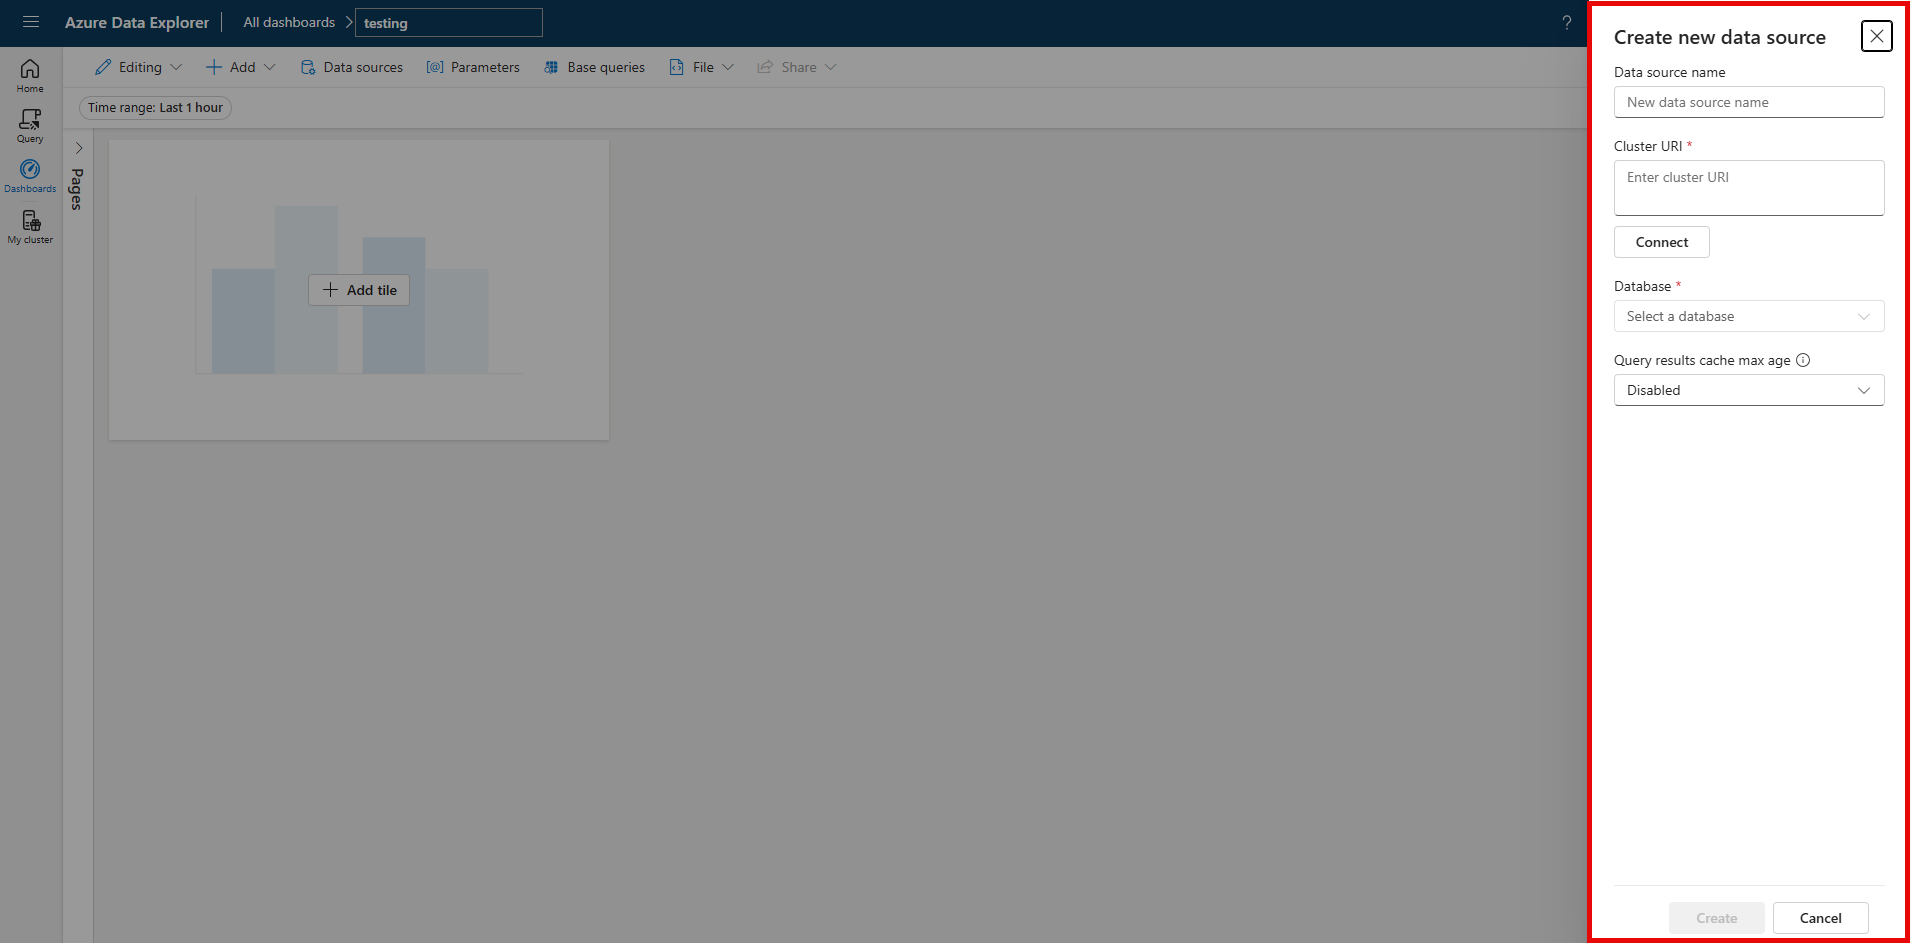 Azure Data Explorer
All dashboards
testing
?
Home
Query
Dashboards
My cluster
Editing
Add
Data sources
Parameters
Base queries
File
Share
Time range: Last 1 hour
Pages
Add tile
Create new data source
Data source name
New data source name
Cluster URI *
Enter cluster URI
Connect
Database *
Select a database
Query results cache max age
Disabled
Create
Cancel